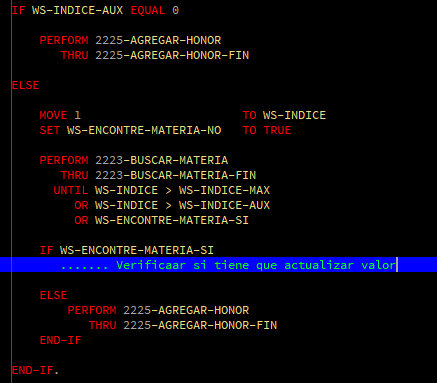 IF WS-INDICE-AUX EQUAL 0
PERFORM 2225-AGREGAR-HONOR
THRU 2225-AGREGAR-HONOR-FIN
ELSE
MOVE 1 TO WS-INDICE
SET WS-ENCONTRE-MATERIA-NO TO TRUE
PERFORM 2223-BUSCAR-MATERIA
THRU 2223-BUSCAR-MATERIA-FIN
UNTIL WS-INDICE > WS-INDICE-MAX
OR WS-INDICE > WS-INDICE-AUX
OR WS-ENCONTRE-MATERIA-SI
IF WS-ENCONTRE-MATERIA-SI
....... Verificaar si tiene que actualizar valor
ELSE
PERFORM 2225-AGREGAR-HONOR
THRU 2225-AGREGAR-HONOR-FIN
END-IF
END-IF.